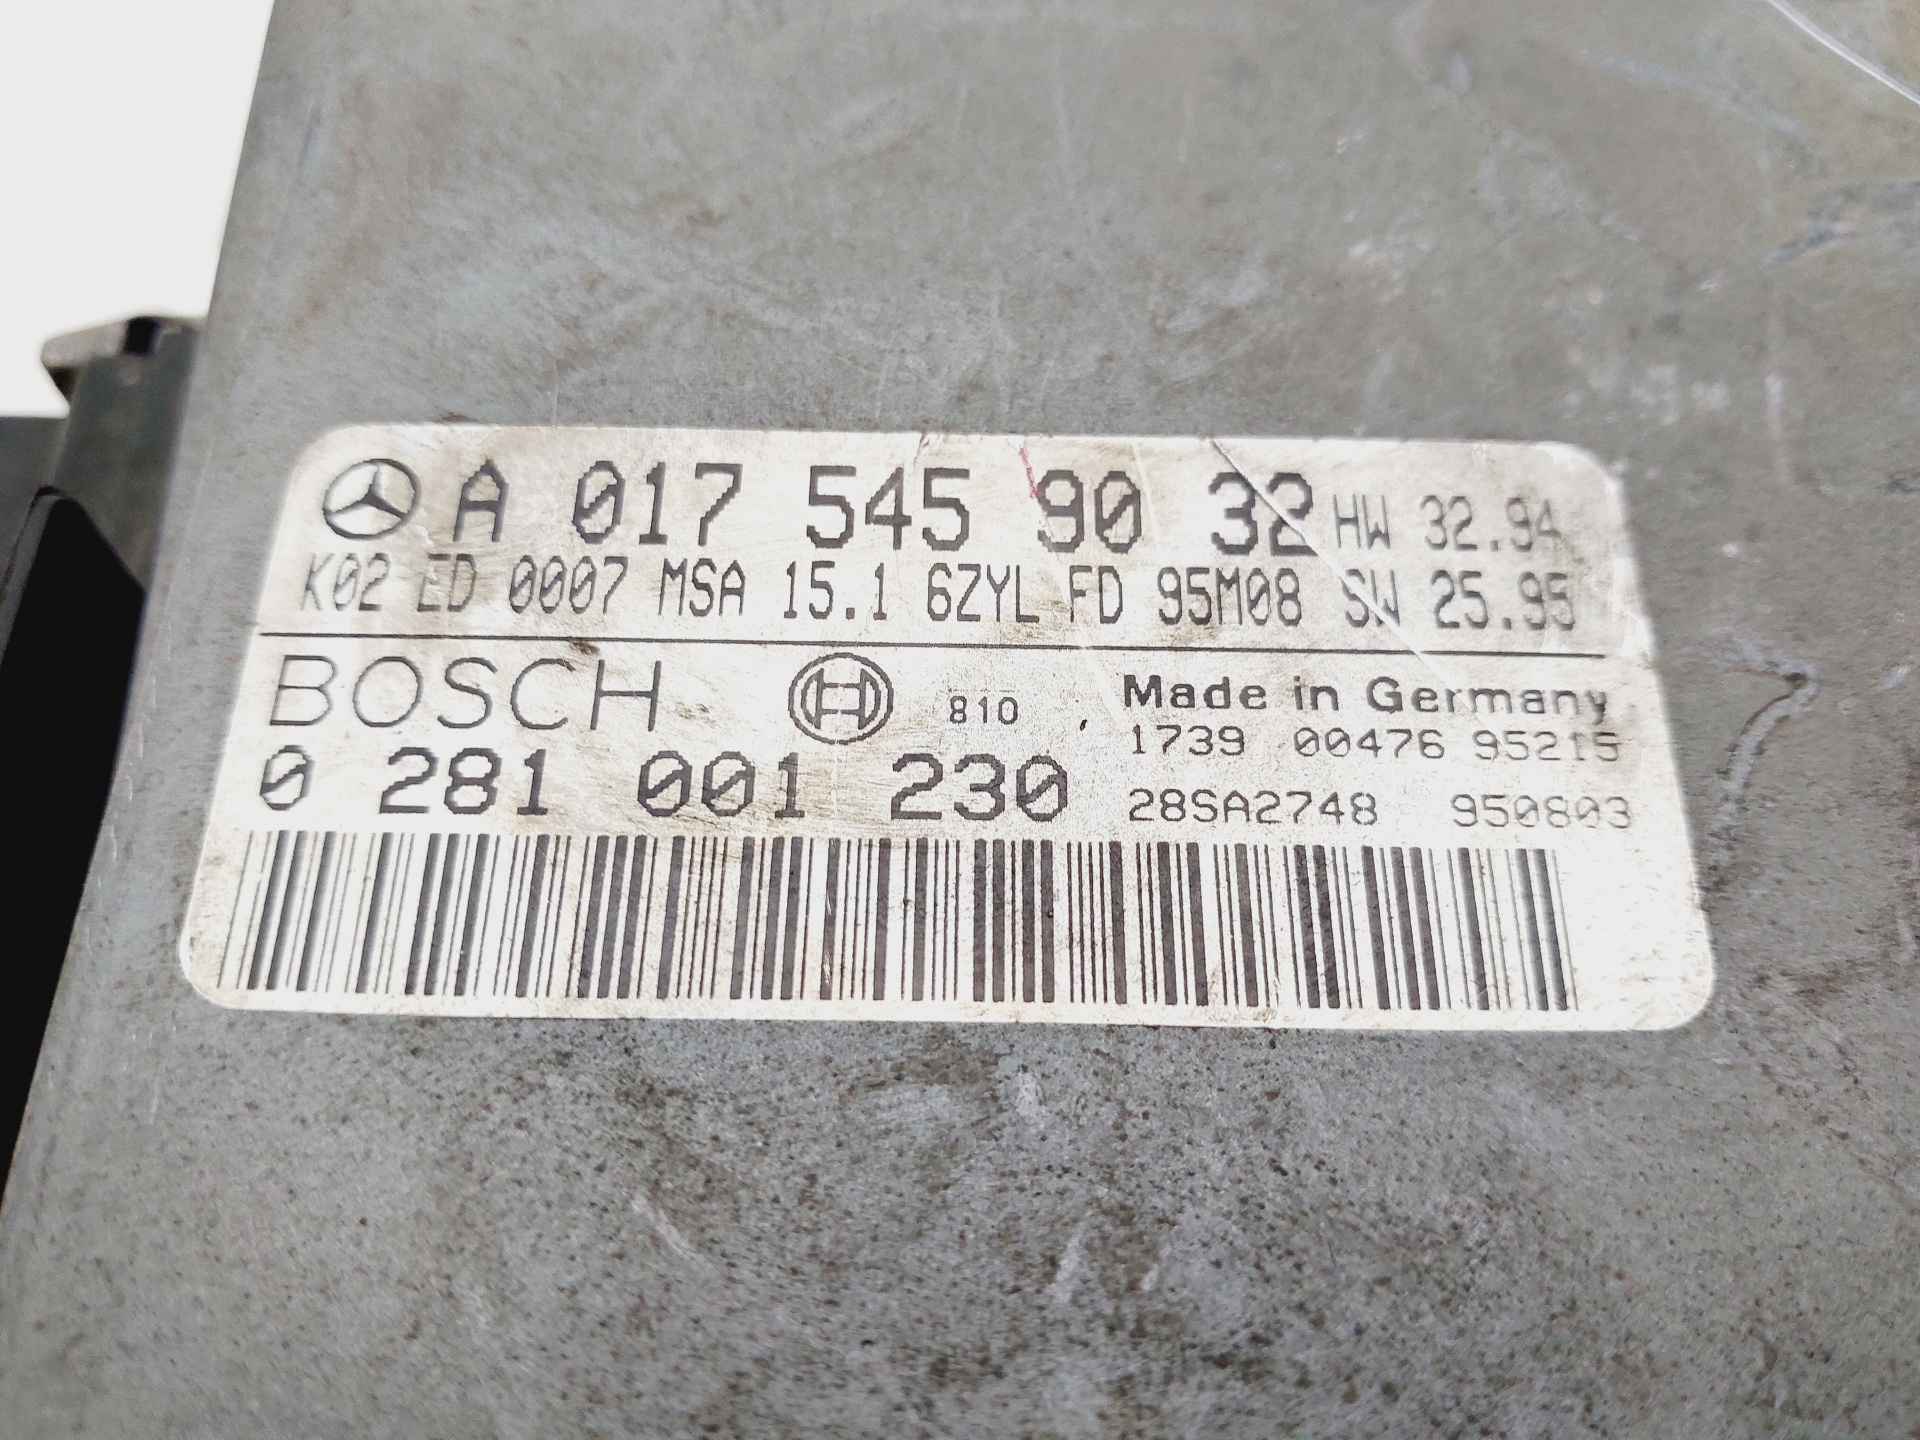 A 017 545 90 32 HW 32.94
K02 ED 0007 MSA 15.1 6ZYL FD 95M08 SW 25.95
BOSCH 810 Made in Germany
1739 00476 95215
0 281 001 230 28SA2748 950803